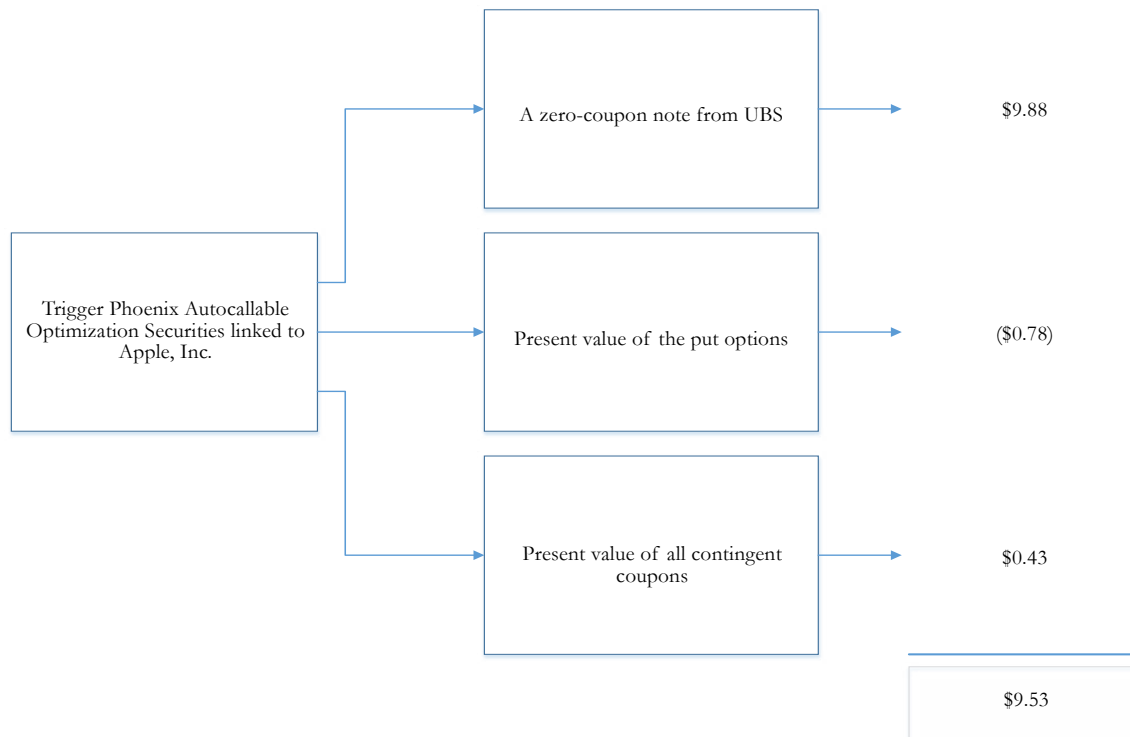 A zero-coupon note from UBS
$9.88
Trigger Phoenix Autocallable
Optimization Securities linked to
Apple, Inc.
Present value of the put options
($0.78)
Present value of all contingent
coupons
$0.43
$9.53